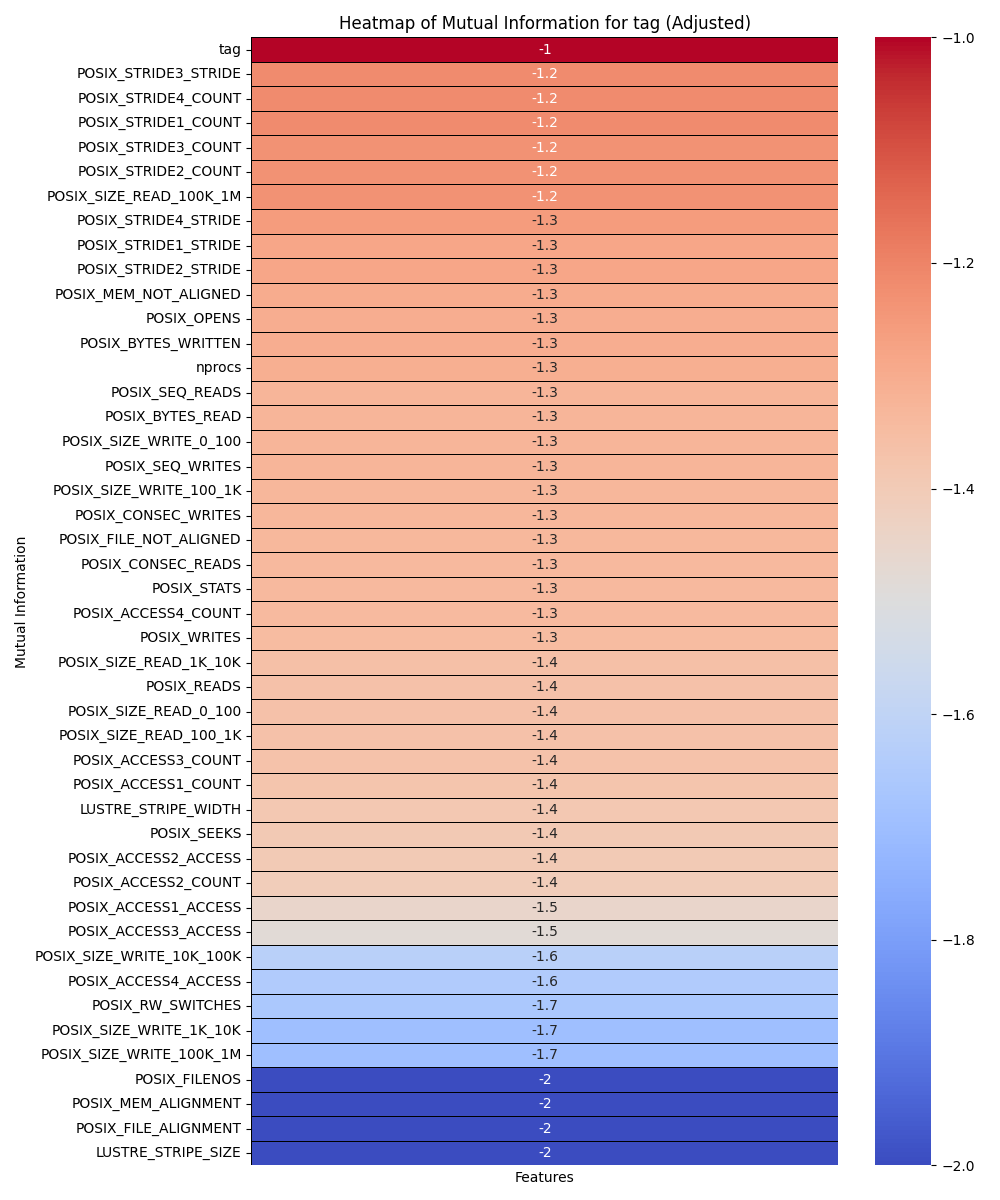 Heatmap of Mutual Information for tag (Adjusted)
tag -1
POSIX_STRIDE3_STRIDE -1.2
POSIX_STRIDE4_COUNT -1.2
POSIX_STRIDE1_COUNT -1.2
POSIX_STRIDE3_COUNT -1.2
POSIX_STRIDE2_COUNT -1.2
POSIX_SIZE_READ_100K_1M -1.2
POSIX_STRIDE4_STRIDE -1.3
POSIX_STRIDE1_STRIDE -1.3
POSIX_STRIDE2_STRIDE -1.3
POSIX_MEM_NOT_ALIGNED -1.3
POSIX_OPENS -1.3
POSIX_BYTES_WRITTEN -1.3
nprocs -1.3
POSIX_SEQ_READS -1.3
POSIX_BYTES_READ -1.3
POSIX_SIZE_WRITE_0_100 -1.3
POSIX_SEQ_WRITES -1.3
POSIX_SIZE_WRITE_100_1K -1.3
POSIX_CONSEC_WRITES -1.3
POSIX_FILE_NOT_ALIGNED -1.3
POSIX_CONSEC_READS -1.3
POSIX_STATS -1.3
POSIX_ACCESS4_COUNT -1.3
POSIX_WRITES -1.3
POSIX_SIZE_READ_1K_10K -1.4
POSIX_READS -1.4
POSIX_SIZE_READ_0_100 -1.4
POSIX_SIZE_READ_100_1K -1.4
POSIX_ACCESS3_COUNT -1.4
POSIX_ACCESS1_COUNT -1.4
LUSTRE_STRIPE_WIDTH -1.4
POSIX_SEEKS -1.4
POSIX_ACCESS2_ACCESS -1.4
POSIX_ACCESS2_COUNT -1.4
POSIX_ACCESS1_ACCESS -1.5
POSIX_ACCESS3_ACCESS -1.5
POSIX_SIZE_WRITE_10K_100K -1.6
POSIX_ACCESS4_ACCESS -1.6
POSIX_RW_SWITCHES -1.7
POSIX_SIZE_WRITE_1K_10K -1.7
POSIX_SIZE_WRITE_100K_1M -1.7
POSIX_FILENOS -2
POSIX_MEM_ALIGNMENT -2
POSIX_FILE_ALIGNMENT -2
LUSTRE_STRIPE_SIZE -2
Features
Mutual Information
−1.0
−1.2
−1.4
−1.6
−1.8
−2.0